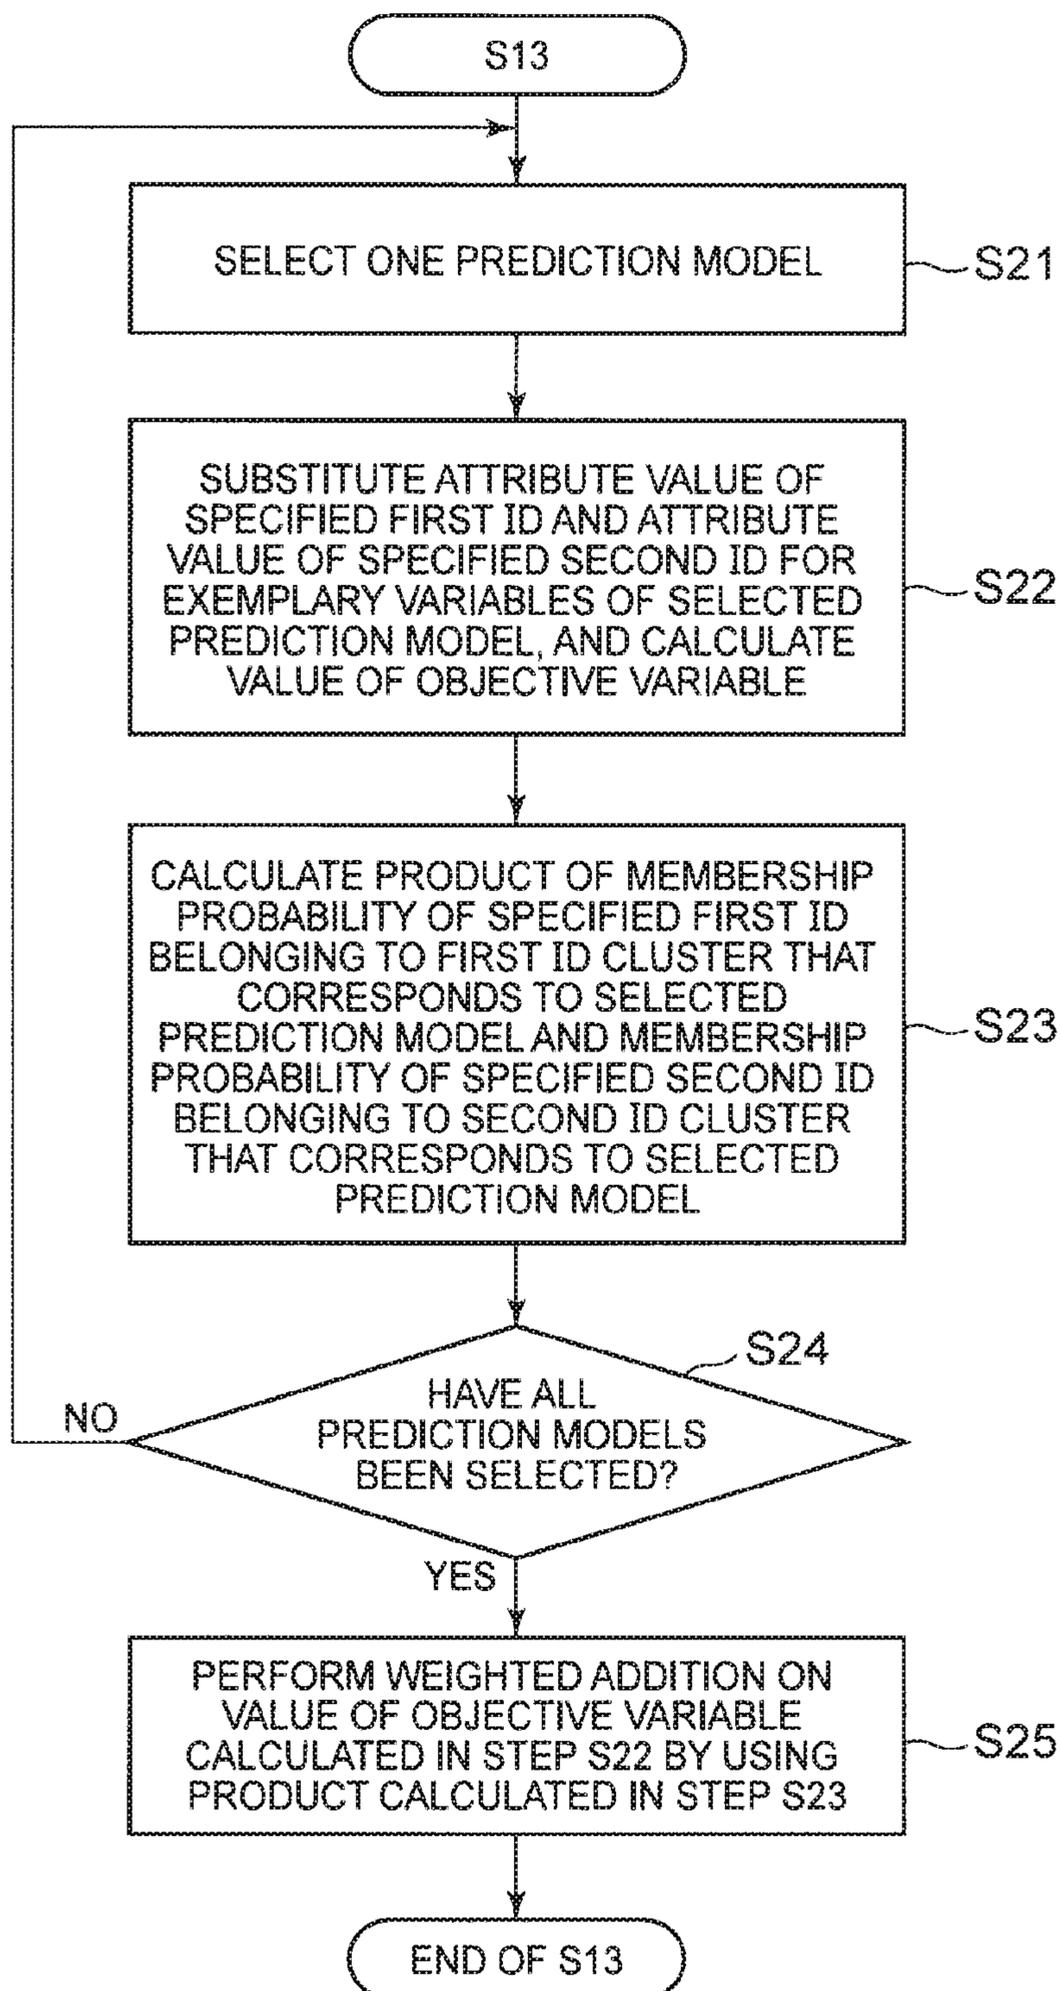 S13
SELECT ONE PREDICTION MODEL
S21
SUBSTITUTE ATTRIBUTE VALUE OF
SPECIFIED FIRST ID AND ATTRIBUTE
VALUE OF SPECIFIED SECOND ID FOR
EXEMPLARY VARIABLES OF SELECTED
PREDICTION MODEL, AND CALCULATE
VALUE OF OBJECTIVE VARIABLE
S22
CALCULATE PRODUCT OF MEMBERSHIP
PROBABILITY OF SPECIFIED FIRST ID
BELONGING TO FIRST ID CLUSTER THAT
CORRESPONDS TO SELECTED
PREDICTION MODEL AND MEMBERSHIP
PROBABILITY OF SPECIFIED SECOND ID
BELONGING TO SECOND ID CLUSTER
THAT CORRESPONDS TO SELECTED
PREDICTION MODEL
S23
S24
HAVE ALL
PREDICTION MODELS
BEEN SELECTED?
NO
YES
PERFORM WEIGHTED ADDITION ON
VALUE OF OBJECTIVE VARIABLE
CALCULATED IN STEP S22 BY USING
PRODUCT CALCULATED IN STEP S23
S25
END OF S13